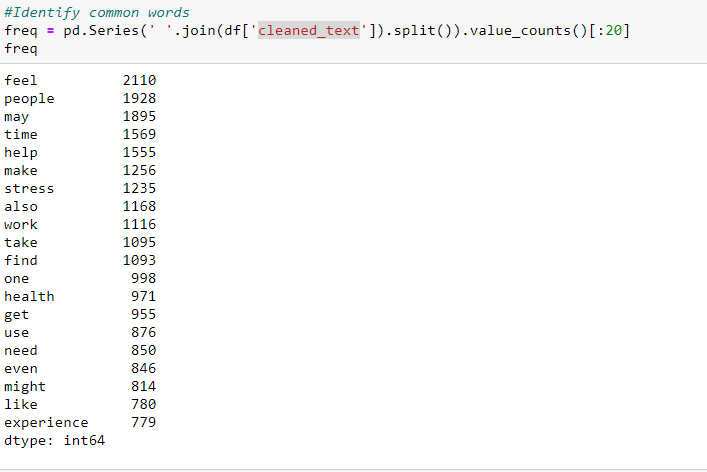 #Identify common words
freq = pd.Series(' '.join(df['cleaned_text']).split()).value_counts()[:20]
freq
feel 2110
people 1928
may 1895
time 1569
help 1555
make 1256
stress 1235
also 1168
work 1116
take 1095
find 1093
one 998
health 971
get 955
use 876
need 850
even 846
might 814
like 780
experience 779
dtype: int64